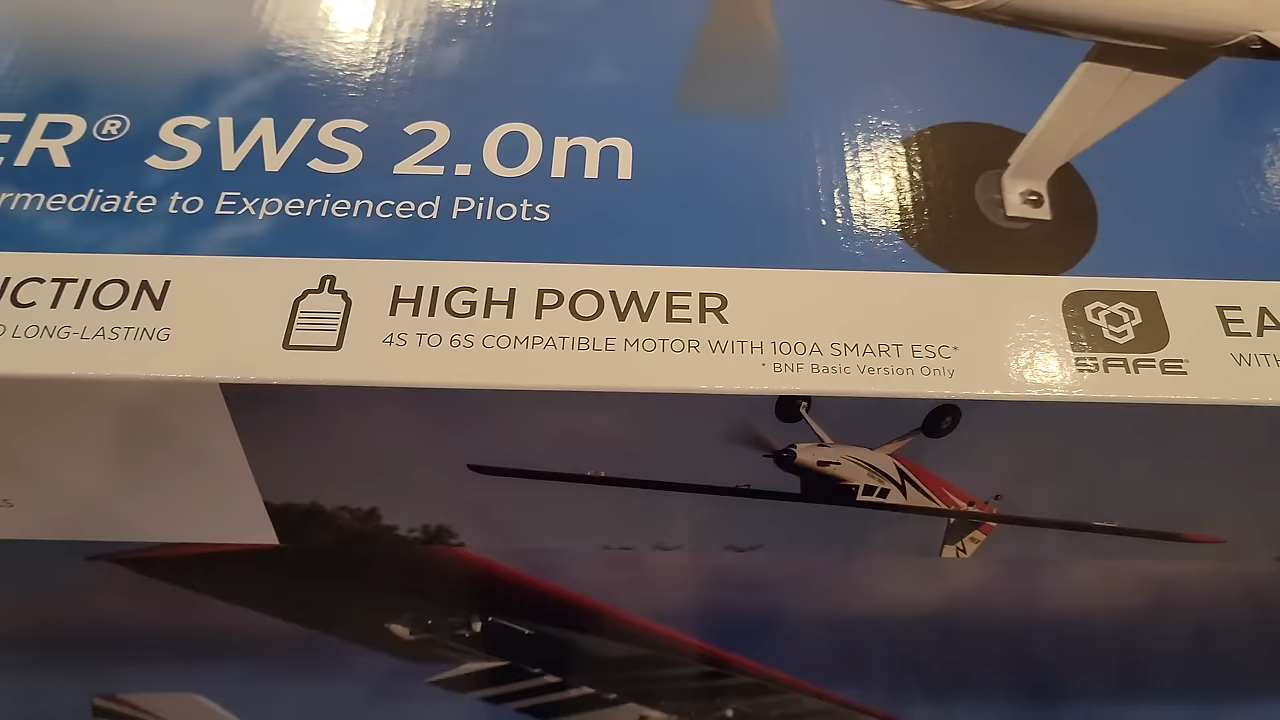 ER® SWS 2.0m
rmediate to Experienced Pilots
CTION
LONG-LASTING
HIGH POWER
4S TO 6S COMPATIBLE MOTOR WITH 100A SMART ESC*
* BNF Basic Version Only
SAFE
EA
WITH